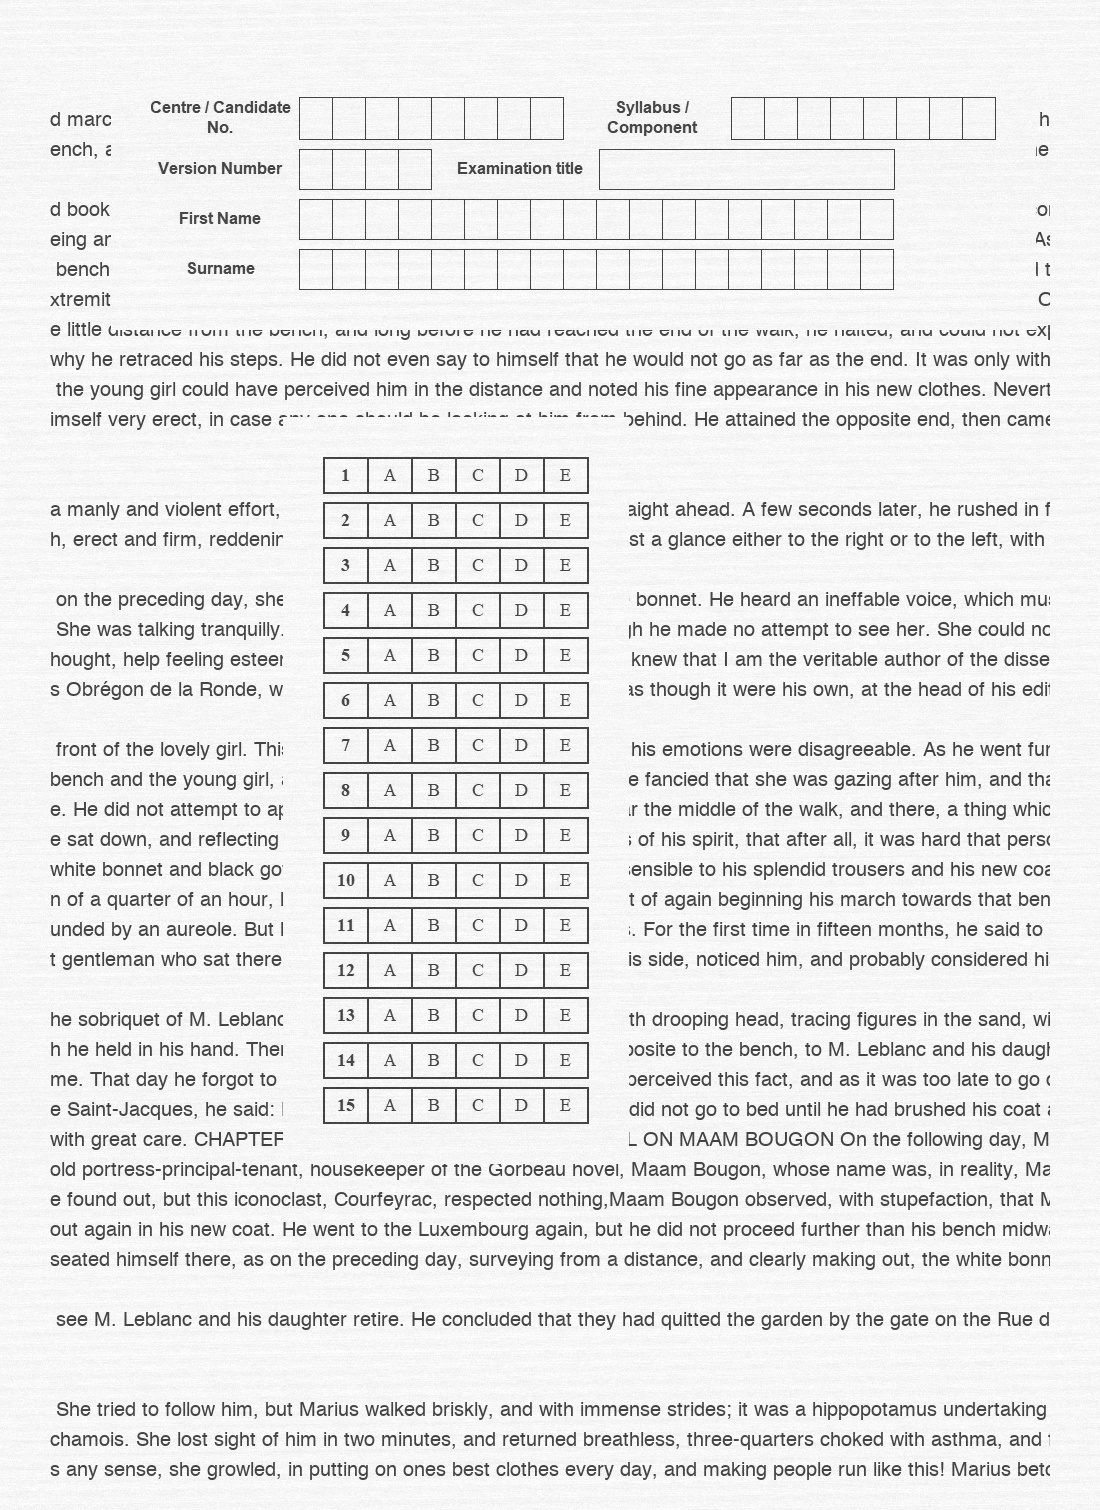 Centre / Candidate No.
Syllabus / Component
d marc h
ench, a
Version Number Examination title
d book
First Name
eing an As
bench l t
Surname
xtremit C
e little distance from the bench, and long before he had reached the end of the walk, he halted, and could not exp
why he retraced his steps. He did not even say to himself that he would not go as far as the end. It was only with
the young girl could have perceived him in the distance and noted his fine appearance in his new clothes. Nevert
imself very erect, in case any one should be looking at him from behind. He attained the opposite end, then came
1 A B C D E
a manly and violent effort, aight ahead. A few seconds later, he rushed in f
2 A B C D E
h, erect and firm, reddenin st a glance either to the right or to the left, with
3 A B C D E
on the preceding day, she bonnet. He heard an ineffable voice, which mus
4 A B C D E
She was talking tranquilly. gh he made no attempt to see her. She could no
5 A B C D E
hought, help feeling esteem knew that I am the veritable author of the disse
s Obrégon de la Ronde, w as though it were his own, at the head of his edit
6 A B C D E
front of the lovely girl. This his emotions were disagreeable. As he went fur
7 A B C D E
bench and the young girl, a e fancied that she was gazing after him, and tha
8 A B C D E
e. He did not attempt to ap ar the middle of the walk, and there, a thing whic
e sat down, and reflecting s of his spirit, that after all, it was hard that perso
9 A B C D E
white bonnet and black gow sensible to his splendid trousers and his new coa
10 A B C D E
n of a quarter of an hour, t of again beginning his march towards that ben
unded by an aureole. But s. For the first time in fifteen months, he said to
11 A B C D E
t gentleman who sat there is side, noticed him, and probably considered hi
12 A B C D E
he sobriquet of M. Leblanc th drooping head, tracing figures in the sand, wi
13 A B C D E
h he held in his hand. Then posite to the bench, to M. Leblanc and his daugh
14 A B C D E
me. That day he forgot to perceived this fact, and as it was too late to go
e Saint-Jacques, he said: did not go to bed until he had brushed his coat a
15 A B C D E
with great care. CHAPTER L ON MAAM BOUGON On the following day, M
old portress-principal-tenant, housekeeper of the Gorbeau hovel, Maam Bougon, whose name was, in reality, Ma
e found out, but this iconoclast, Courfeyrac, respected nothing,Maam Bougon observed, with stupefaction, that M
out again in his new coat. He went to the Luxembourg again, but he did not proceed further than his bench midwa
seated himself there, as on the preceding day, surveying from a distance, and clearly making out, the white bonn
see M. Leblanc and his daughter retire. He concluded that they had quitted the garden by the gate on the Rue d
She tried to follow him, but Marius walked briskly, and with immense strides; it was a hippopotamus undertaking
chamois. She lost sight of him in two minutes, and returned breathless, three-quarters choked with asthma, and f
s any sense, she growled, in putting on ones best clothes every day, and making people run like this! Marius beto